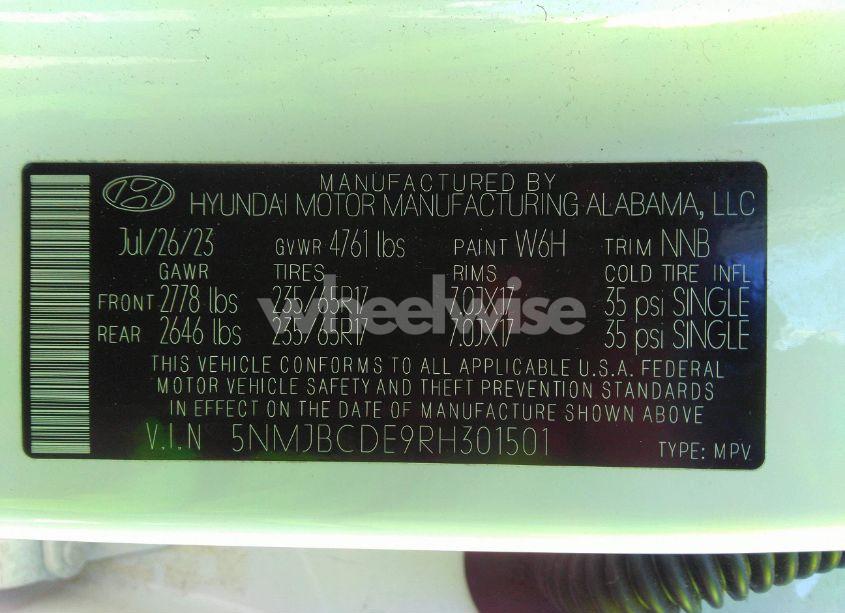 MANUFACTURED BY
HYUNDAI MOTOR MANUFACTURING ALABAMA, LLC
Jul/26/23 GVWR 4761 lbs PAINT W6H TRIM NNB
GAWR TIRES RIMS COLD TIRE INFL
FRONT 2778 lbs 235/65R17 7.0JX17 35 psi SINGLE
wheelwise
REAR 2646 lbs 235/65R17 7.0JX17 35 psi SINGLE
THIS VEHICLE CONFORMS TO ALL APPLICABLE U.S.A. FEDERAL
MOTOR VEHICLE SAFETY AND THEFT PREVENTION STANDARDS
IN EFFECT ON THE DATE OF MANUFACTURE SHOWN ABOVE
V.I.N 5NMJBCDE9RH301501 TYPE: MPV